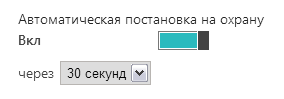 Автоматическая постановка на охрану
Вкл
через 30 секунд